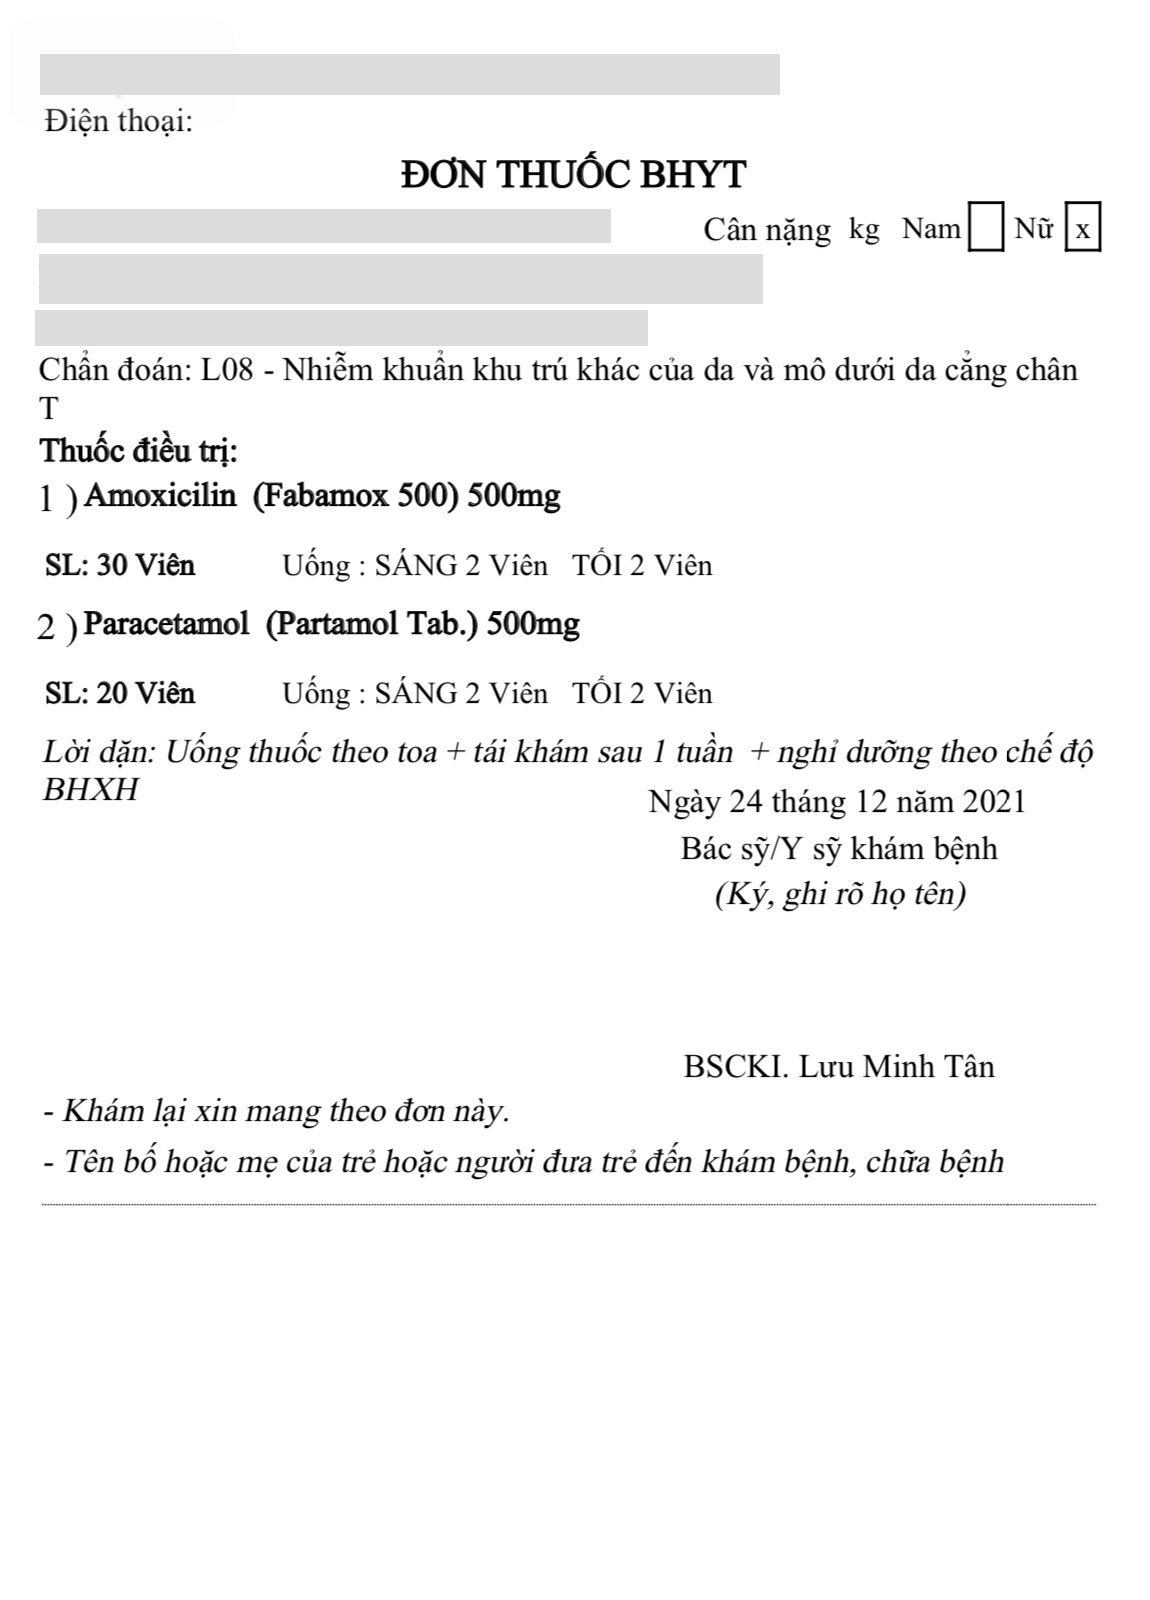 Điện thoại:
ĐƠN THUỐC BHYT
Cân nặng kg Nam Nữ x
Chẩn đoán: L08 - Nhiễm khuẩn khu trú khác của da và mô dưới da cẳng chân
T
Thuốc điều trị:
1 ) Amoxicilin (Fabamox 500) 500mg
SL: 30 Viên Uống : SÁNG 2 Viên TỐI 2 Viên
2 ) Paracetamol (Partamol Tab.) 500mg
SL: 20 Viên Uống : SÁNG 2 Viên TỐI 2 Viên
Lời dặn: Uống thuốc theo toa + tái khám sau 1 tuần + nghỉ dưỡng theo chế độ
BHXH
Ngày 24 tháng 12 năm 2021
Bác sỹ/Y sỹ khám bệnh
(Ký, ghi rõ họ tên)
BSCKI. Lưu Minh Tân
- Khám lại xin mang theo đơn này.
- Tên bố hoặc mẹ của trẻ hoặc người đưa trẻ đến khám bệnh, chữa bệnh